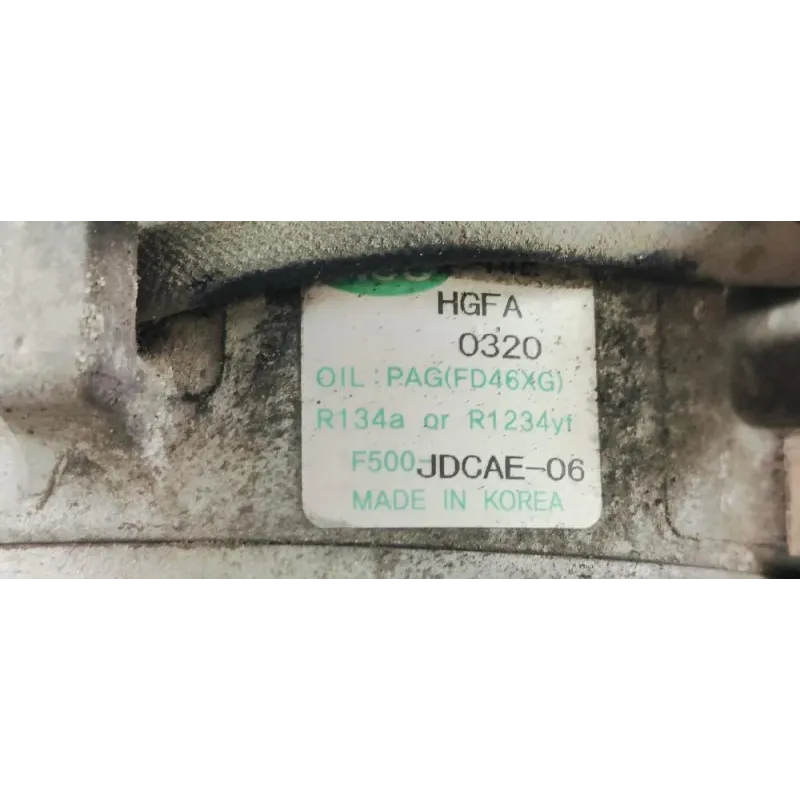 HGFA
0320
OIL : PAG(FD46XG)
R134a or R1234yf
F500-JDCAE-06
MADE IN KOREA